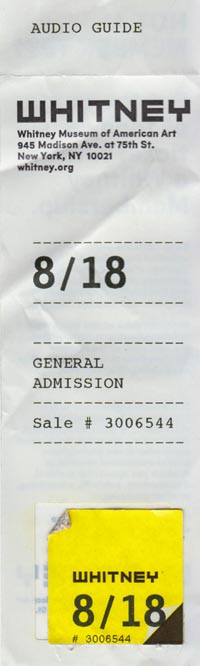 AUDIO GUIDE
WHITNEY
Whitney Museum of American Art
945 Madison Ave. at 75th St.
New York, NY 10021
whitney.org
8/18
GENERAL
ADMISSION
Sale # 3006544
WHITNEY
8/18
# 3006544